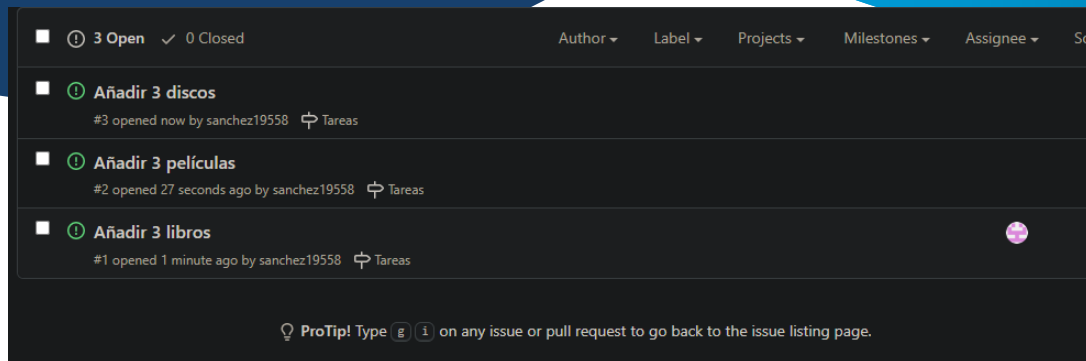 3 Open 0 Closed Author Label Projects Milestones Assignee
Añadir 3 discos
#3 opened now by sanchez19558 Tareas
Añadir 3 películas
#2 opened 27 seconds ago by sanchez19558 Tareas
Añadir 3 libros
#1 opened 1 minute ago by sanchez19558 Tareas
ProTip! Type g i on any issue or pull request to go back to the issue listing page.